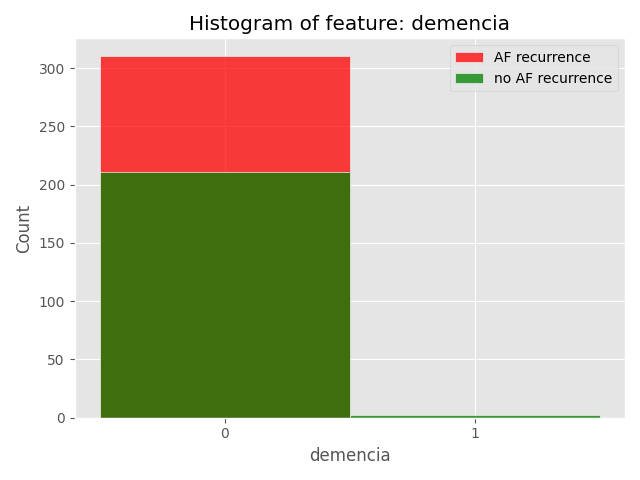 Histogram of feature: demencia
AF recurrence
no AF recurrence
300
250
200
150
100
50
0
Count
0
1
demencia